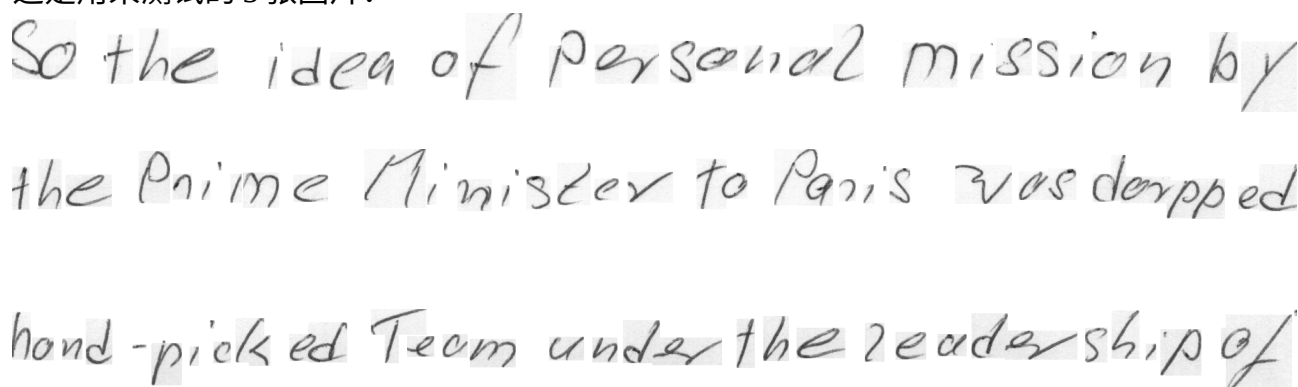 So the idea of personal mission by
the Prime Minister to Paris was dorpped
hand-picked Team under the leadership of